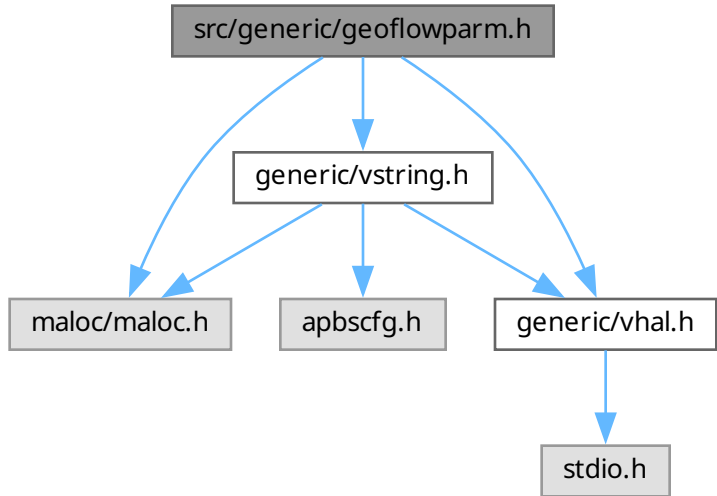 src/generic/geoflowparm.h
generic/vstring.h
maloc/maloc.h
apbscfg.h
generic/vhal.h
stdio.h